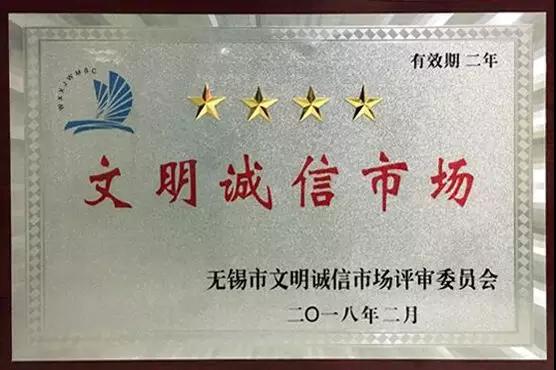 有效期 二年
WXXJWMSC
文明诚信市场
无锡市文明诚信市场评审委员会
二〇一八年二月